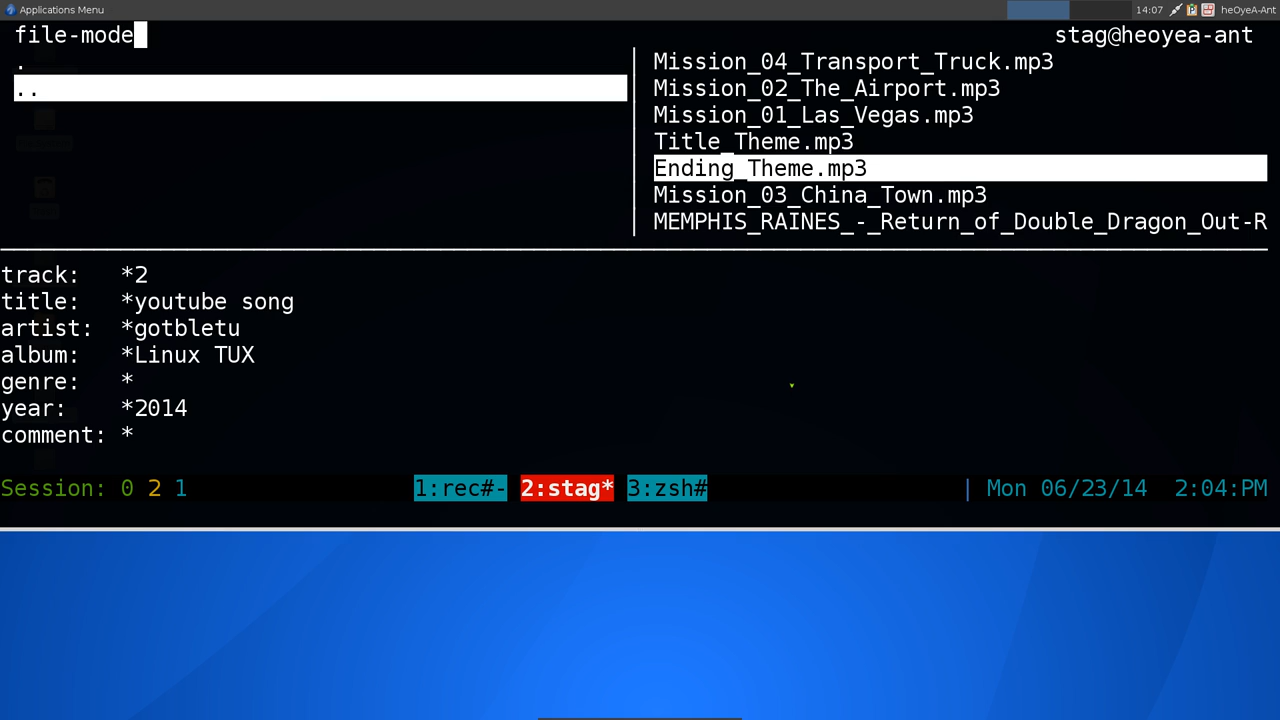 Applications Menu
14:07
heOyeA-Ant
file-mode
stag@heoyea-ant
.
..
Mission_04_Transport_Truck.mp3
Mission_02_The_Airport.mp3
Mission_01_Las_Vegas.mp3
Title_Theme.mp3
Ending_Theme.mp3
Mission_03_China_Town.mp3
MEMPHIS_RAINES_-_Return_of_Double_Dragon_Out-R
track: *2
title: *youtube song
artist: *gotbletu
album: *Linux TUX
genre: *
year: *2014
comment: *
Session: 0 2 1 1:rec#- 2:stag* 3:zsh# | Mon 06/23/14 2:04:PM